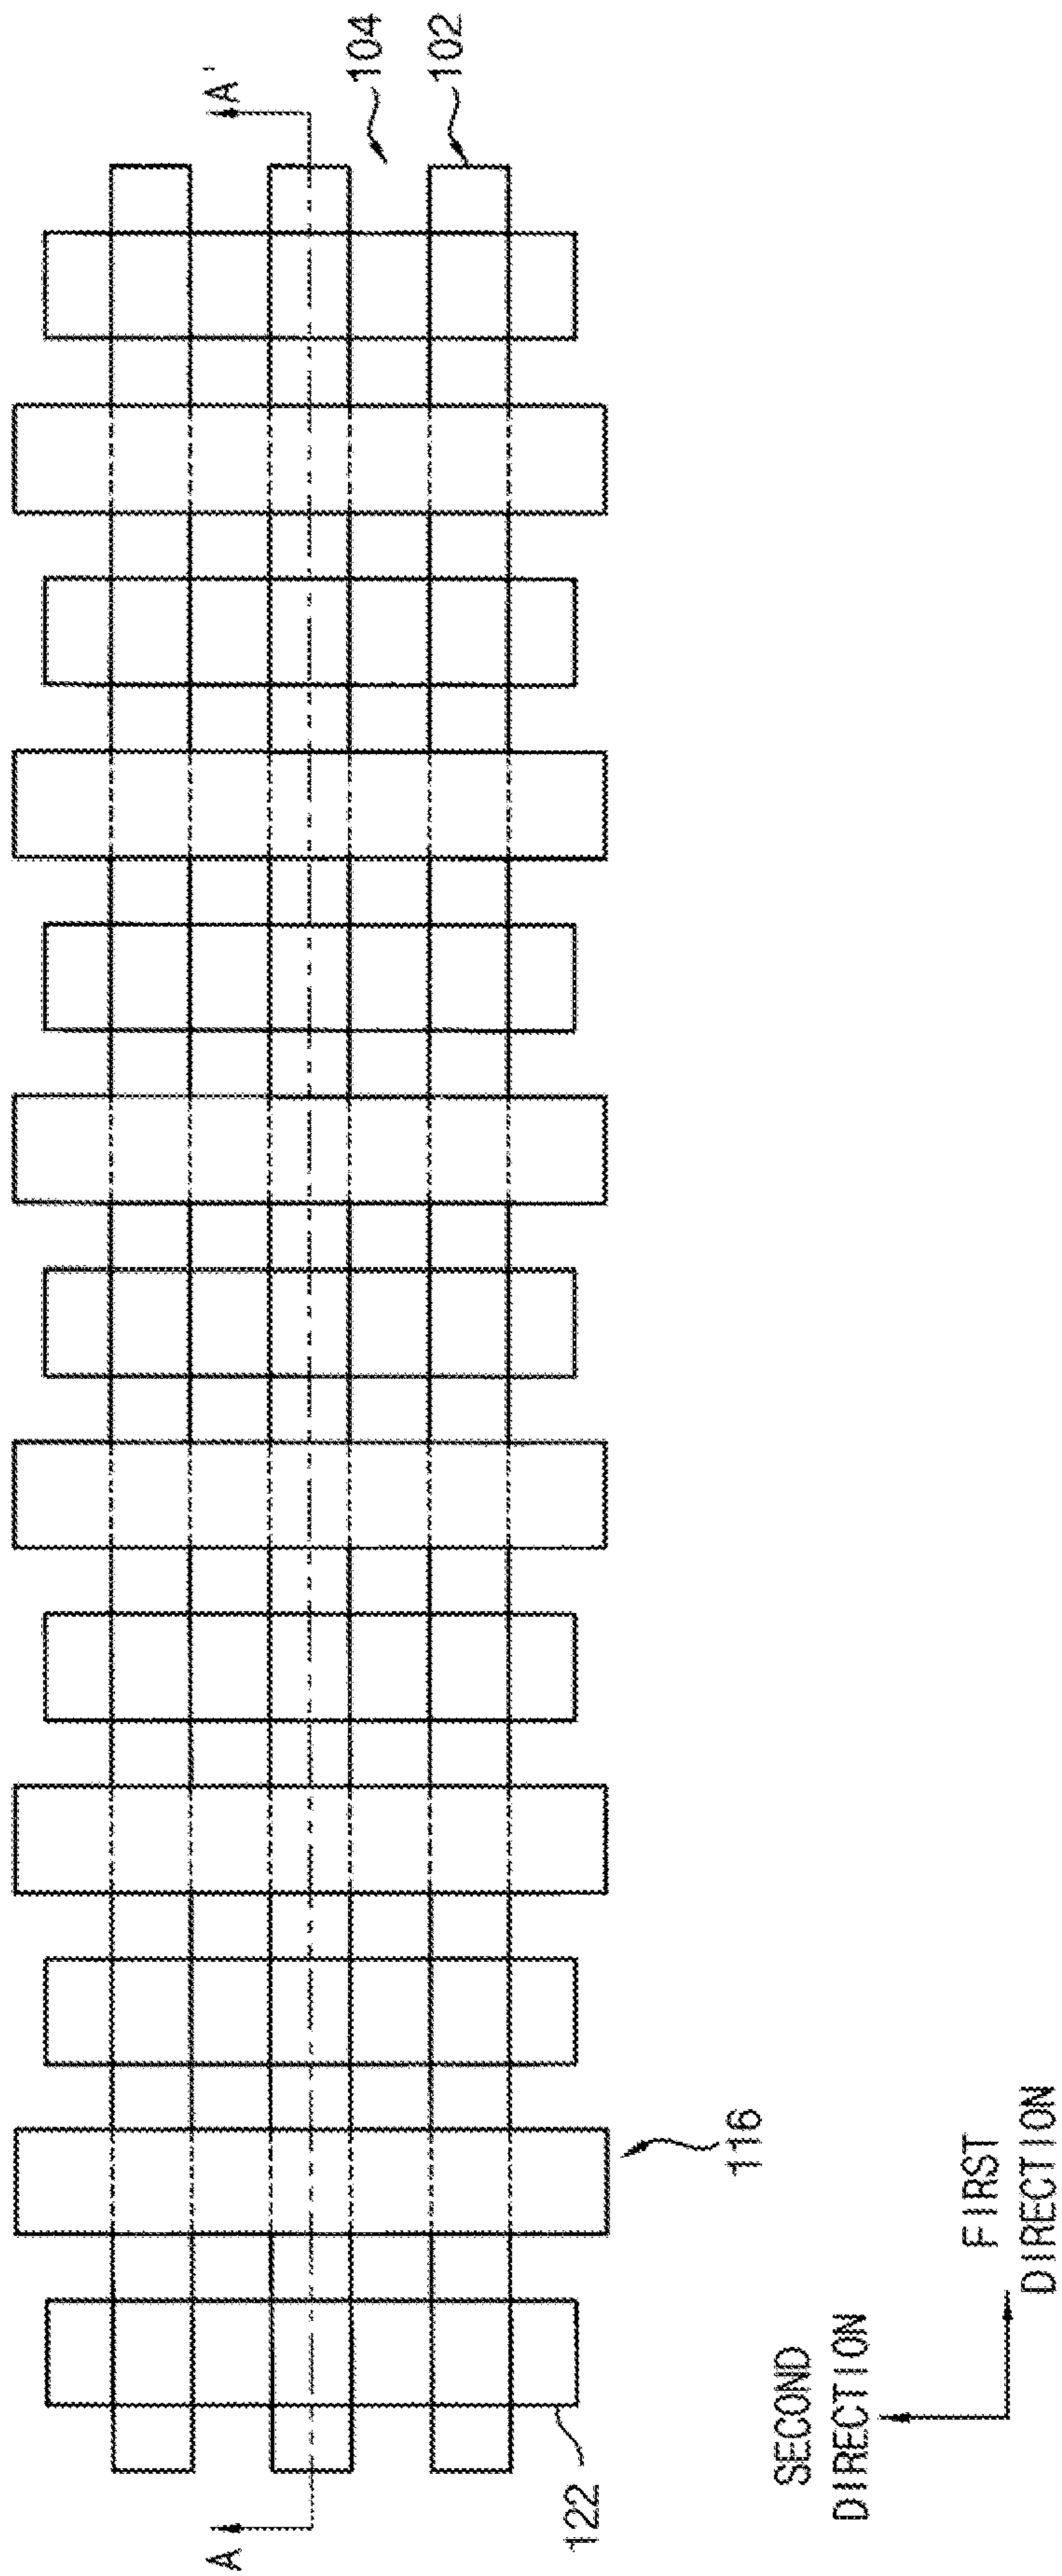 A
A'
104
102
122
116
SECOND
DIRECTION
FIRST
DIRECTION